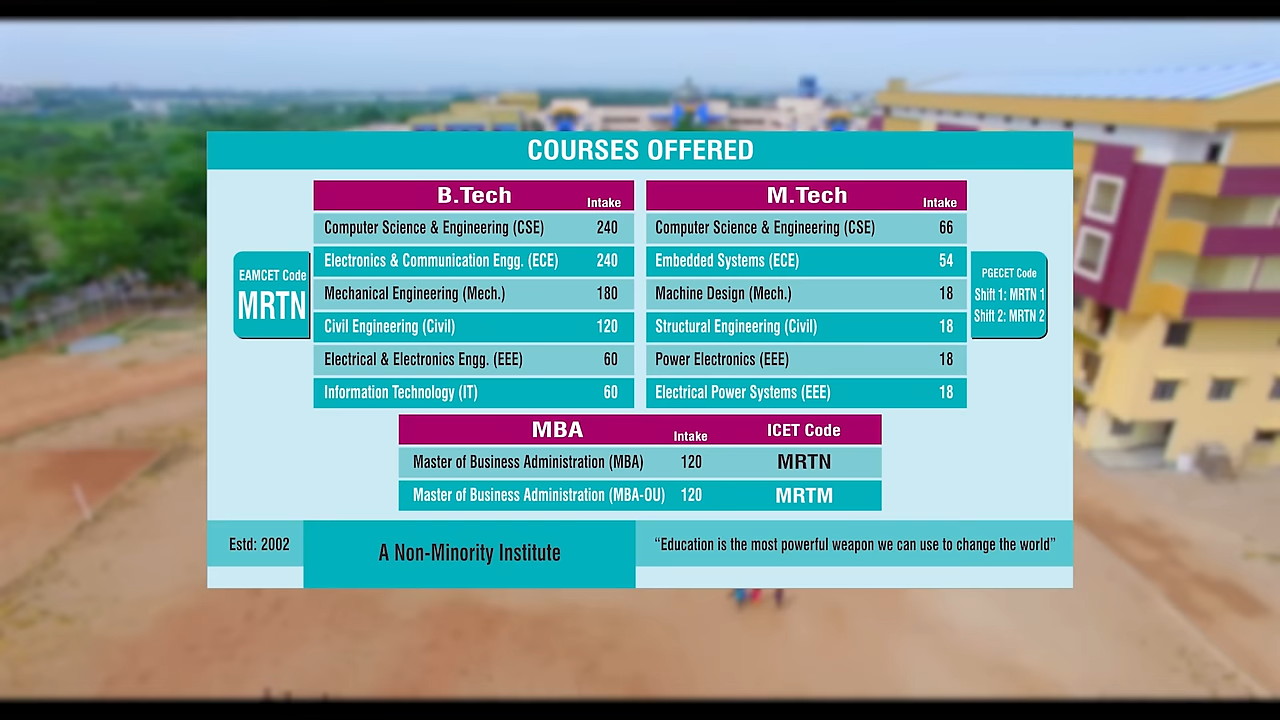 COURSES OFFERED
B.Tech Intake
Computer Science & Engineering (CSE) 240
Electronics & Communication Engg. (ECE) 240
Mechanical Engineering (Mech.) 180
Civil Engineering (Civil) 120
Electrical & Electronics Engg. (EEE) 60
Information Technology (IT) 60
EAMCET Code
MRTN
M.Tech Intake
Computer Science & Engineering (CSE) 66
Embedded Systems (ECE) 54
Machine Design (Mech.) 18
Structural Engineering (Civil) 18
Power Electronics (EEE) 18
Electrical Power Systems (EEE) 18
PGECET Code
Shift 1: MRTN 1
Shift 2: MRTN 2
MBA Intake ICET Code
Master of Business Administration (MBA) 120 MRTN
Master of Business Administration (MBA-OU) 120 MRTM
Estd: 2002
A Non-Minority Institute
“Education is the most powerful weapon we can use to change the world”